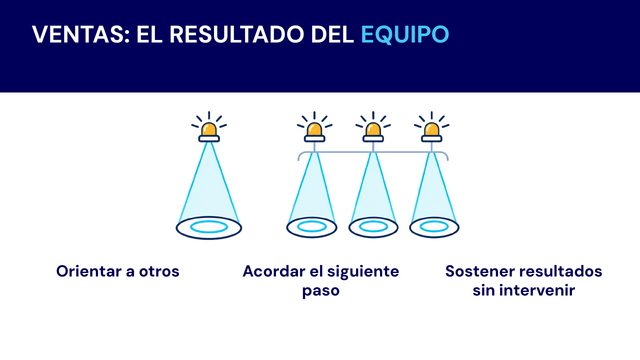 VENTAS: EL RESULTADO DEL EQUIPO
Orientar a otros
Acordar el siguiente
paso
Sostener resultados
sin intervenir